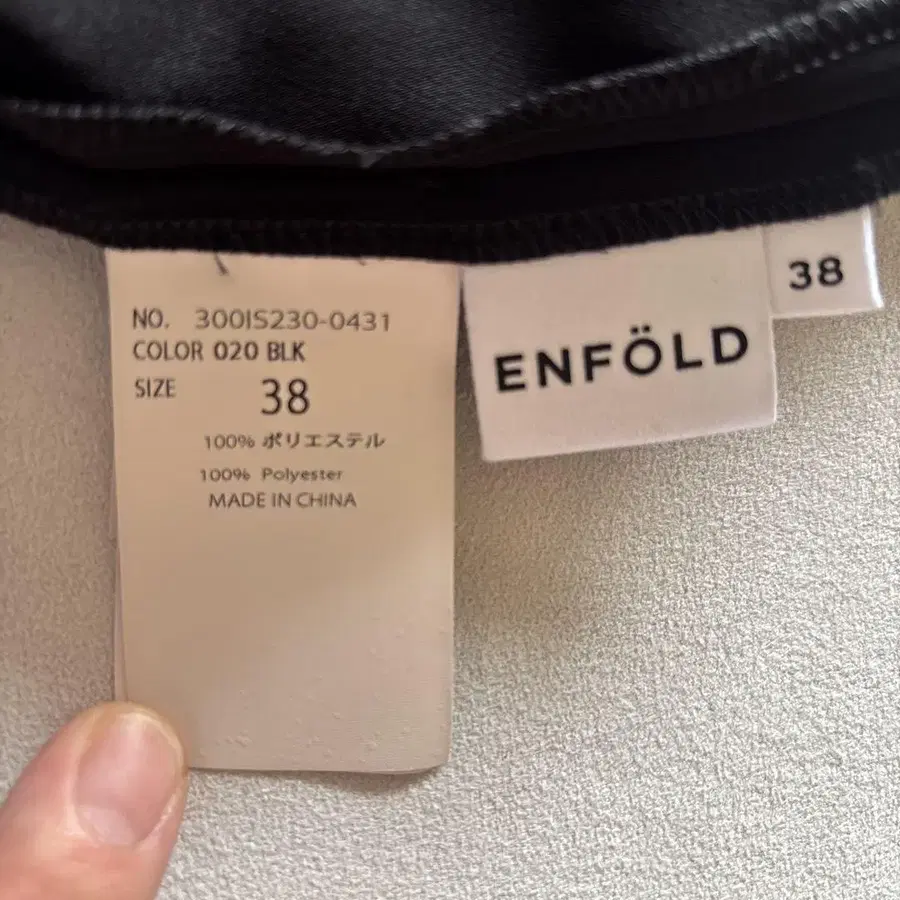 NO. 300IS230-0431
COLOR 020 BLK
SIZE 38
100% ポリエステル
100% Polyester
MADE IN CHINA
ENFÖLD
38